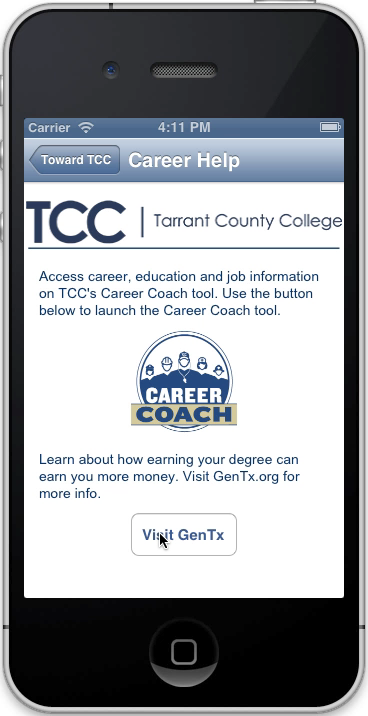 Carrier 4:11 PM
Toward TCC Career Help
TCC | Tarrant County College
Access career, education and job information
on TCC's Career Coach tool. Use the button
below to launch the Career Coach tool.
CAREER
COACH
Learn about how earning your degree can
earn you more money. Visit GenTx.org for
more info.
Visit GenTx